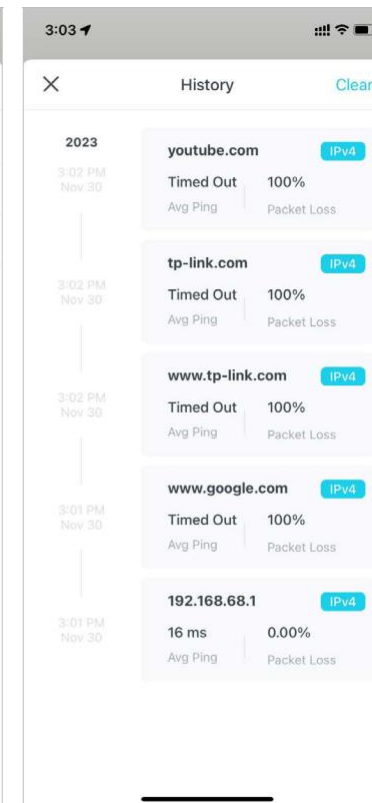 3:03
History
Clear
2023
3:02 PM
Nov 30
youtube.com
IPv4
Timed Out
100%
Avg Ping
Packet Loss
3:02 PM
Nov 30
tp-link.com
IPv4
Timed Out
100%
Avg Ping
Packet Loss
3:02 PM
Nov 30
www.tp-link.com
IPv4
Timed Out
100%
Avg Ping
Packet Loss
3:01 PM
Nov 30
www.google.com
IPv4
Timed Out
100%
Avg Ping
Packet Loss
3:01 PM
Nov 30
192.168.68.1
IPv4
16 ms
0.00%
Avg Ping
Packet Loss